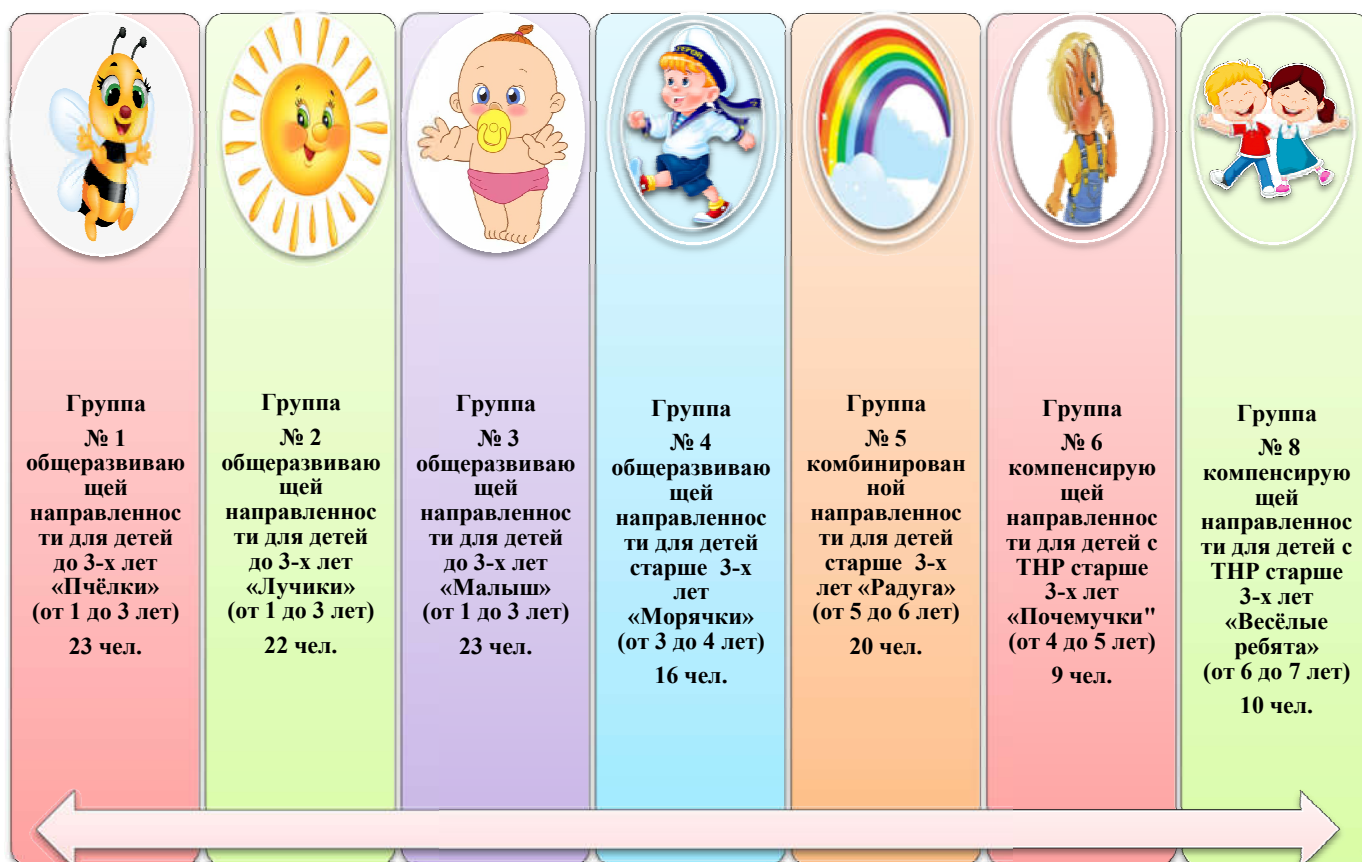 Группа
№ 1
общеразвиваю
щей
направленнос
ти для детей
до 3-х лет
«Пчёлки»
(от 1 до 3 лет)
23 чел.
Группа
№ 2
общеразвиваю
щей
направленнос
ти для детей
до 3-х лет
«Лучики»
(от 1 до 3 лет)
22 чел.
Группа
№ 3
общеразвиваю
щей
направленнос
ти для детей
до 3-х лет
«Малыш»
(от 1 до 3 лет)
23 чел.
Группа
№ 4
общеразвиваю
щей
направленнос
ти для детей
старше 3-х
лет
«Морячки»
(от 3 до 4 лет)
16 чел.
Группа
№ 5
комбинирован
ной
направленнос
ти для детей
старше 3-х
лет «Радуга»
(от 5 до 6 лет)
20 чел.
Группа
№ 6
компенсирую
щей
направленнос
ти для детей с
ТНР старше
3-х лет
«Почемучки"
(от 4 до 5 лет)
9 чел.
Группа
№ 8
компенсирую
щей
направленнос
ти для детей с
ТНР старше
3-х лет
«Весёлые
ребята»
(от 6 до 7 лет)
10 чел.